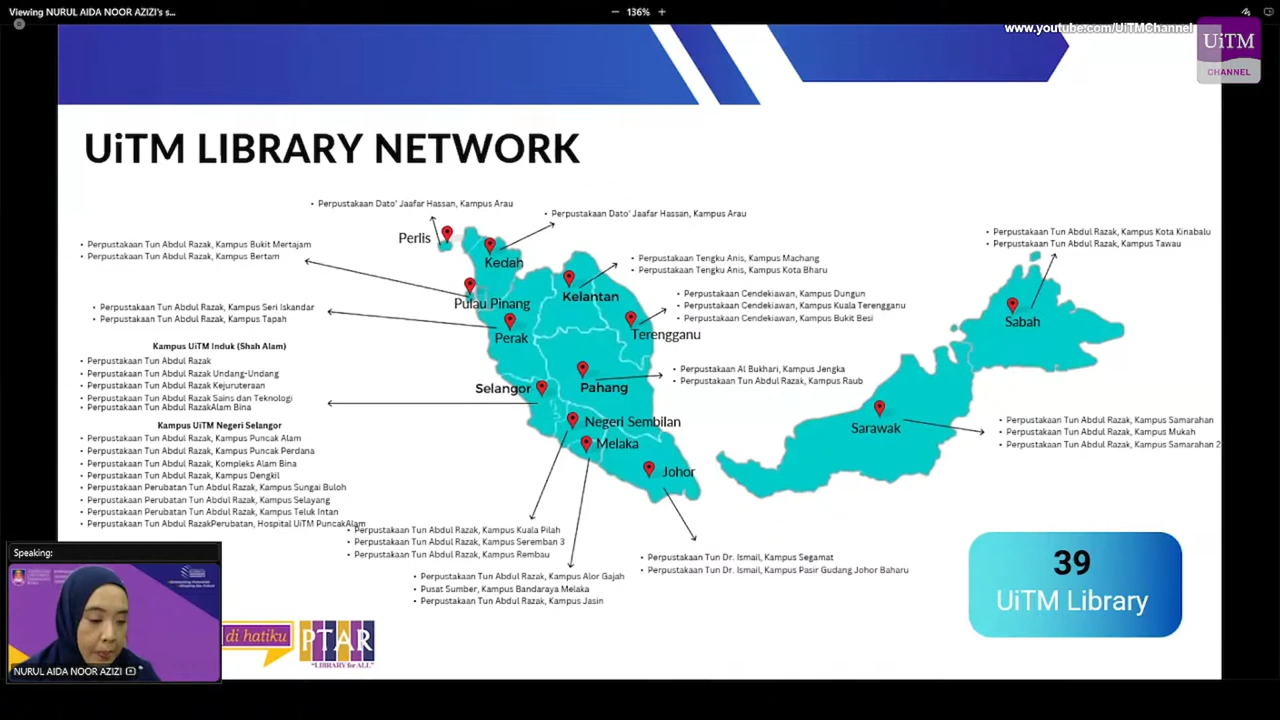 Viewing NURUL AIDA NOOR AZIZI's s...
136%
www.youtube.com/UiTMChannel
UiTM
CHANNEL
UiTM LIBRARY NETWORK
• Perpustakaan Dato' Jaafar Hassan, Kampus Arau
Perlis
• Perpustakaan Dato' Jaafar Hassan, Kampus Arau
Kedah
• Perpustakaan Tun Abdul Razak, Kampus Bukit Mertajam
• Perpustakaan Tun Abdul Razak, Kampus Bertam
Pulau Pinang
• Perpustakaan Tengku Anis, Kampus Machang
• Perpustakaan Tengku Anis, Kampus Kota Bharu
Kelantan
• Perpustakaan Cendekiawan, Kampus Dungun
• Perpustakaan Cendekiawan, Kampus Kuala Terengganu
• Perpustakaan Cendekiawan, Kampus Bukit Besi
Terengganu
• Perpustakaan Tun Abdul Razak, Kampus Seri Iskandar
• Perpustakaan Tun Abdul Razak, Kampus Tapah
Perak
• Perpustakaan Al Bukhari, Kampus Jengka
• Perpustakaan Tun Abdul Razak, Kampus Raub
Pahang
Kampus UiTM Induk (Shah Alam)
• Perpustakaan Tun Abdul Razak
• Perpustakaan Tun Abdul Razak Undang-Undang
• Perpustakaan Tun Abdul Razak Kejuruteraan
• Perpustakaan Tun Abdul Razak Sains dan Teknologi
• Perpustakaan Tun Abdul RazakAlam Bina
Kampus UiTM Negeri Selangor
• Perpustakaan Tun Abdul Razak, Kampus Puncak Alam
• Perpustakaan Tun Abdul Razak, Kampus Puncak Perdana
• Perpustakaan Tun Abdul Razak, Kompleks Alam Bina
• Perpustakaan Tun Abdul Razak, Kampus Dengkil
• Perpustakaan Perubatan Tun Abdul Razak, Kampus Sungai Buloh
• Perpustakaan Perubatan Tun Abdul Razak, Kampus Selayang
• Perpustakaan Perubatan Tun Abdul Razak, Kampus Teluk Intan
• Perpustakaan Tun Abdul RazakPerubatan, Hospital UiTM PuncakAlam
Selangor
Negeri Sembilan
Melaka
Johor
• Perpustakaan Tun Abdul Razak, Kampus Kuala Pilah
• Perpustakaan Tun Abdul Razak, Kampus Seremban 3
• Perpustakaan Tun Abdul Razak, Kampus Rembau
• Perpustakaan Tun Abdul Razak, Kampus Alor Gajah
• Pusat Sumber, Kampus Bandaraya Melaka
• Perpustakaan Tun Abdul Razak, Kampus Jasin
• Perpustakaan Tun Dr. Ismail, Kampus Segamat
• Perpustakaan Tun Dr. Ismail, Kampus Pasir Gudang Johor Baharu
• Perpustakaan Tun Abdul Razak, Kampus Kota Kinabalu
• Perpustakaan Tun Abdul Razak, Kampus Tawau
Sabah
Sarawak
• Perpustakaan Tun Abdul Razak, Kampus Samarahan
• Perpustakaan Tun Abdul Razak, Kampus Mukah
• Perpustakaan Tun Abdul Razak, Kampus Samarahan 2
39
UiTM Library
Speaking:
NURUL AIDA NOOR AZIZI
di hatiku
PTAR
"LIBRARY for ALL"